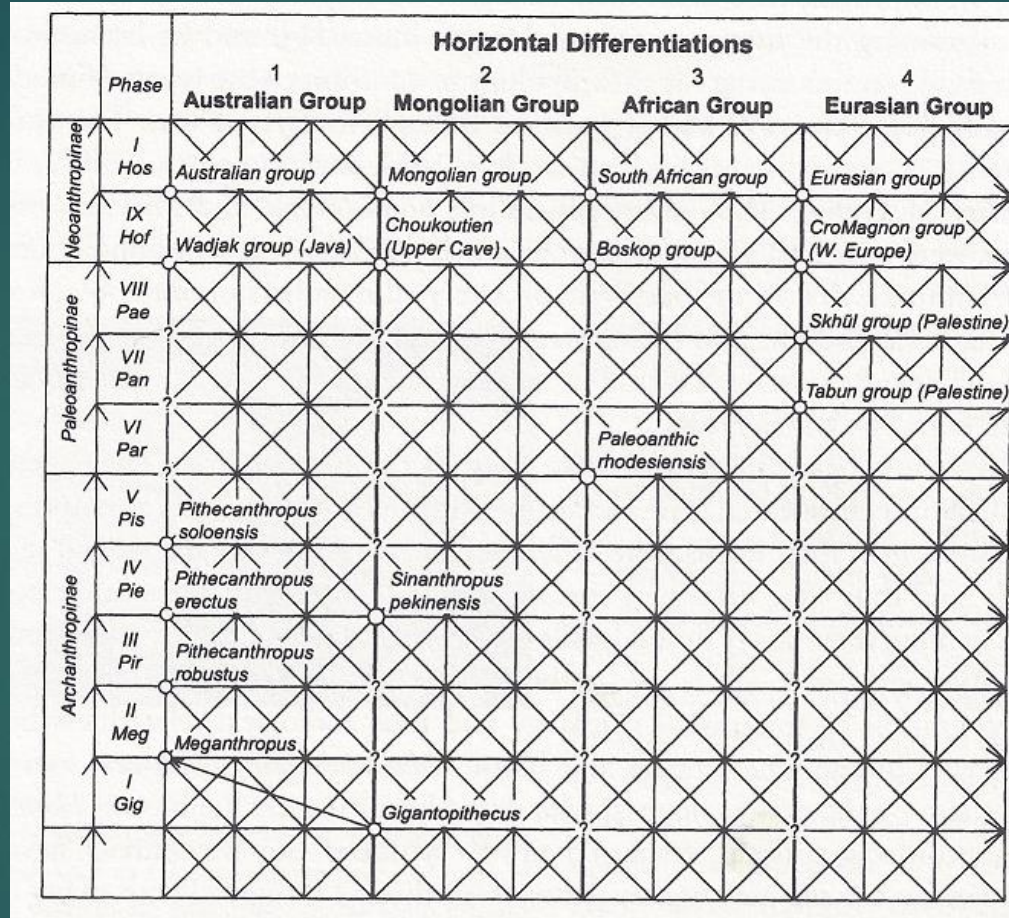 Horizontal Differentiations
Phase
1
Australian Group
2
Mongolian Group
3
African Group
4
Eurasian Group
Neoanthropinae
I
Hos
Australian group
Mongolian group
South African group
Eurasian group
IX
Hof
Wadjak group (Java)
Choukoutien
(Upper Cave)
Boskop group
CroMagnon group
(W. Europe)
Paleoanthropinae
VIII
Pae
Skhūl group (Palestine)
?
?
?
VII
Pan
Tabun group (Palestine)
?
?
?
VI
Par
Paleoanthic
rhodesiensis
?
?
?
Archanthropinae
V
Pis
Pithecanthropus
soloensis
?
?
?
IV
Pie
Pithecanthropus
erectus
Sinanthropus
pekinensis
?
?
III
Pir
Pithecanthropus
robustus
?
?
?
II
Meg
Meganthropus
?
?
?
I
Gig
Gigantopithecus
?
?